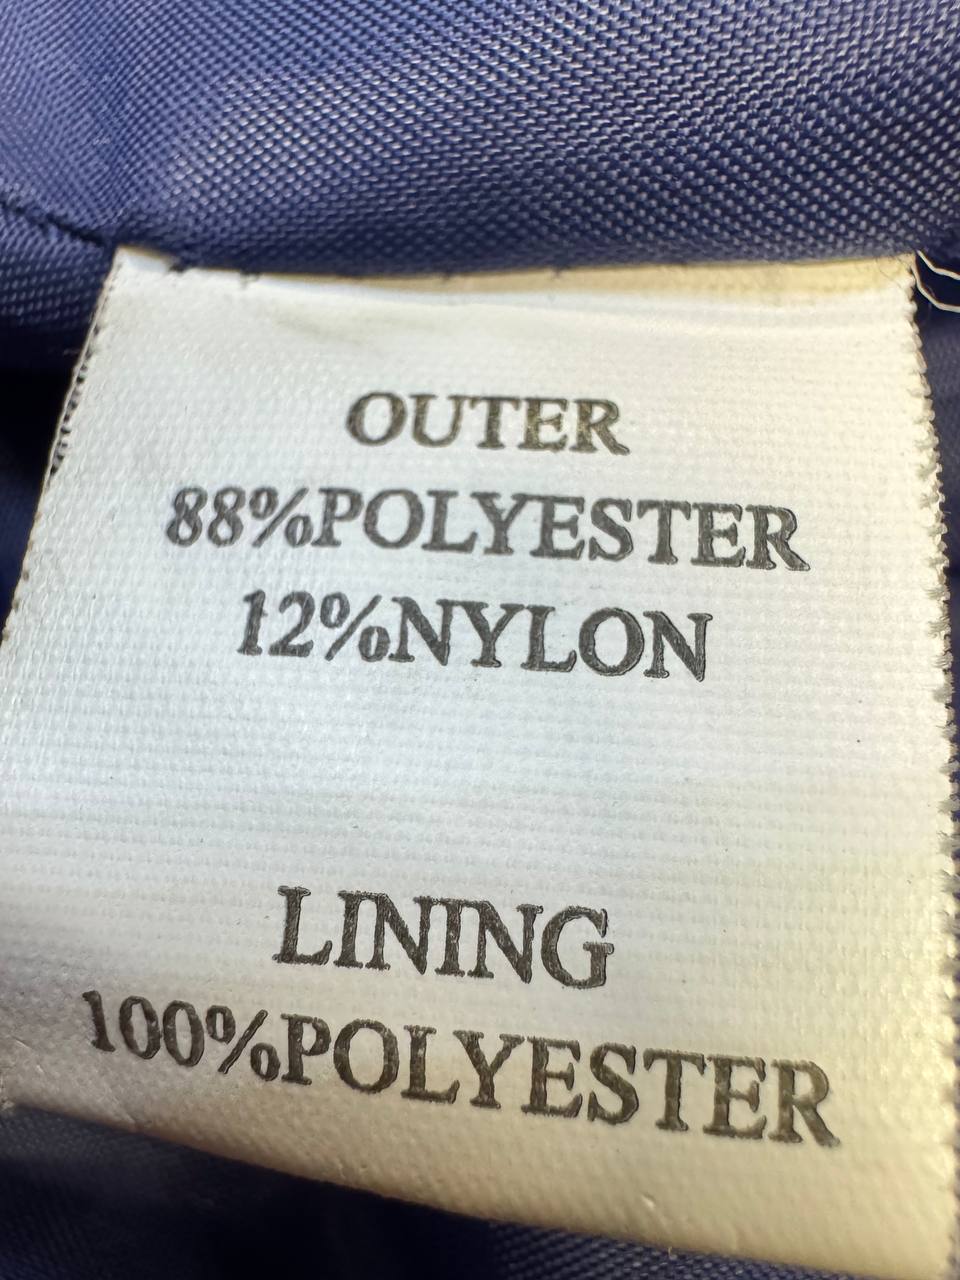 OUTER
88%POLYESTER
12%NYLON
LINING
100%POLYESTER